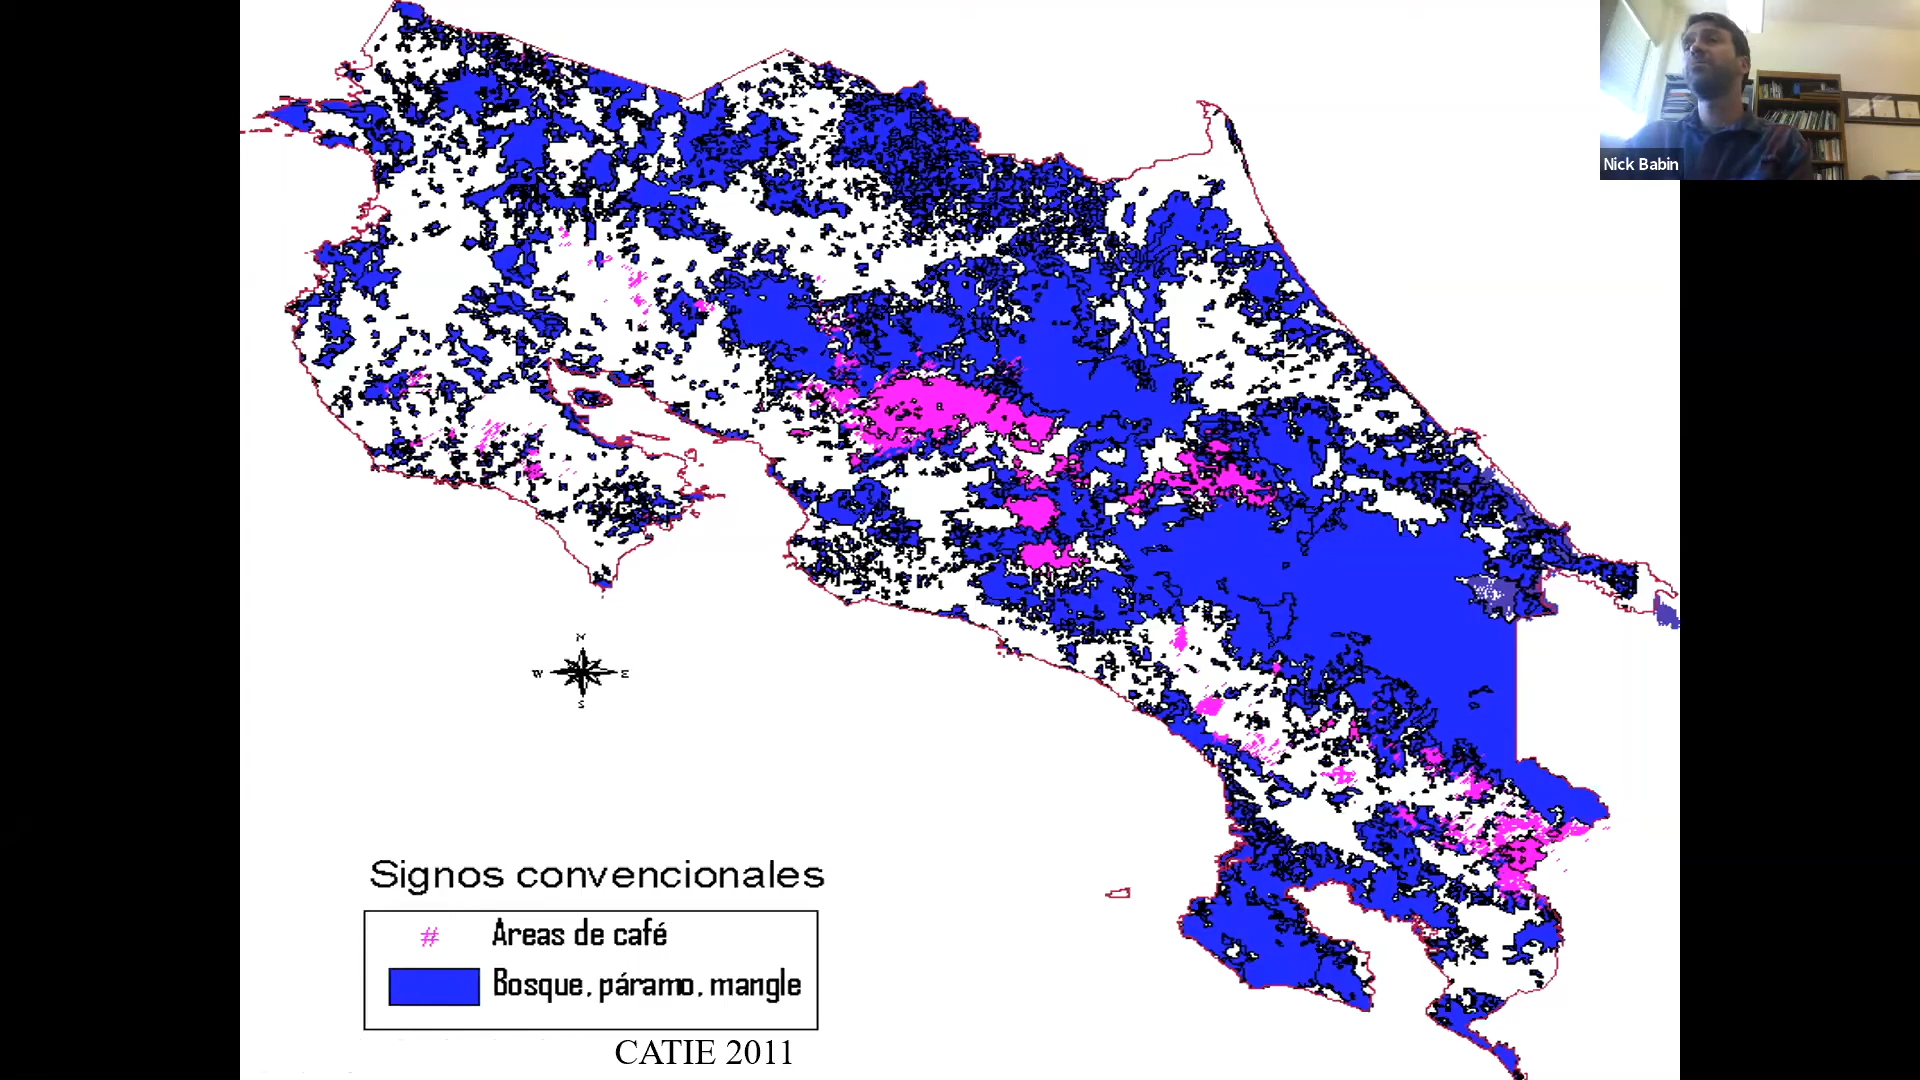 Nick Babin
N
W E
S
Signos convencionales
# Areas de café
Bosque, páramo, mangle
CATIE 2011